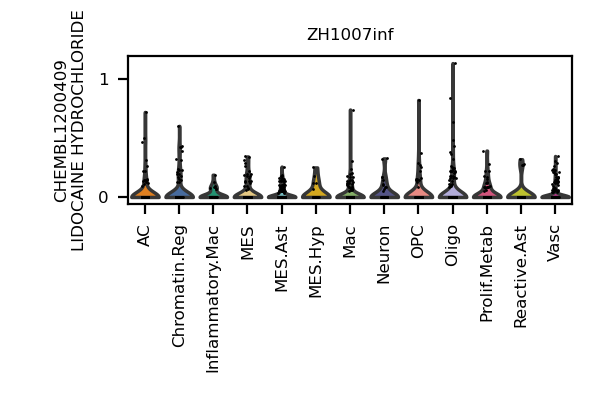 ZH1007inf
CHEMBL1200409
LIDOCAINE HYDROCHLORIDE
1
0
AC
Chromatin.Reg
Inflammatory.Mac
MES
MES.Ast
MES.Hyp
Mac
Neuron
OPC
Oligo
Prolif.Metab
Reactive.Ast
Vasc